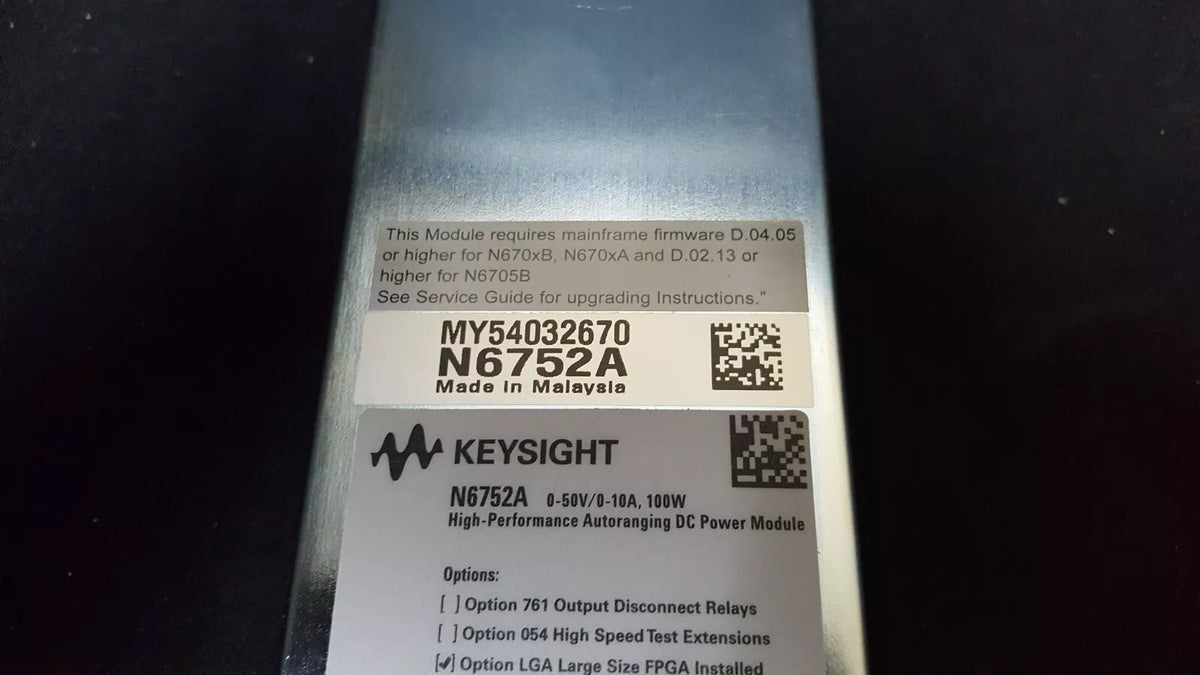 This Module requires mainframe firmware D.04.05
or higher for N670xB, N670xA and D.02.13 or
higher for N6705B
See Service Guide for upgrading Instructions."
MY54032670
N6752A
Made in Malaysia
KEYSIGHT
N6752A 0-50V/0-10A, 100W
High-Performance Autoranging DC Power Module
Options:
[ ] Option 761 Output Disconnect Relays
[ ] Option 054 High Speed Test Extensions
[✓] Option LGA Large Size FPGA Installed